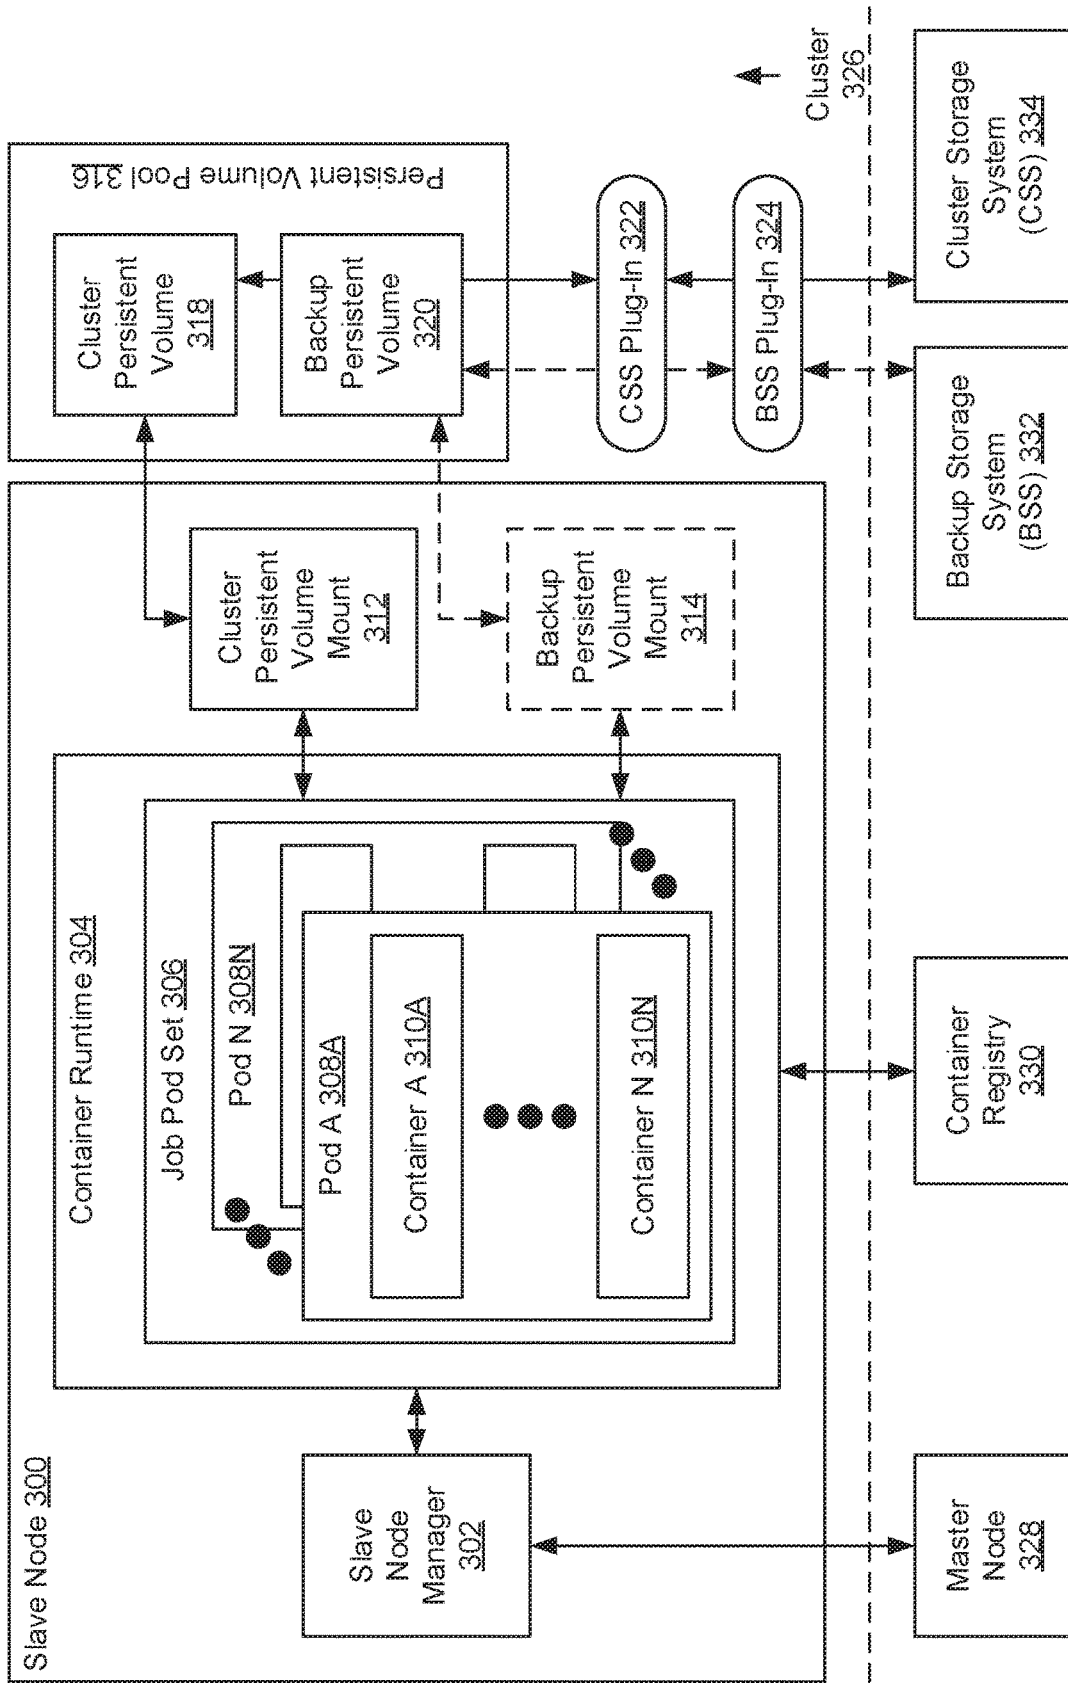 Slave Node 300
Slave
Node
Manager
302
Container Runtime 304
Job Pod Set 306
Pod N 308N
Pod A 308A
Container A 310A
Container N 310N
Cluster
Persistent
Volume
Mount
312
Backup
Persistent
Volume
Mount
314
Persistent Volume Pool 316
Cluster
Persistent
Volume
318
Backup
Persistent
Volume
320
CSS Plug-In 322
BSS Plug-In 324
Cluster
326
Master
Node
328
Container
Registry
330
Backup Storage
System
(BSS) 332
Cluster Storage
System
(CSS) 334